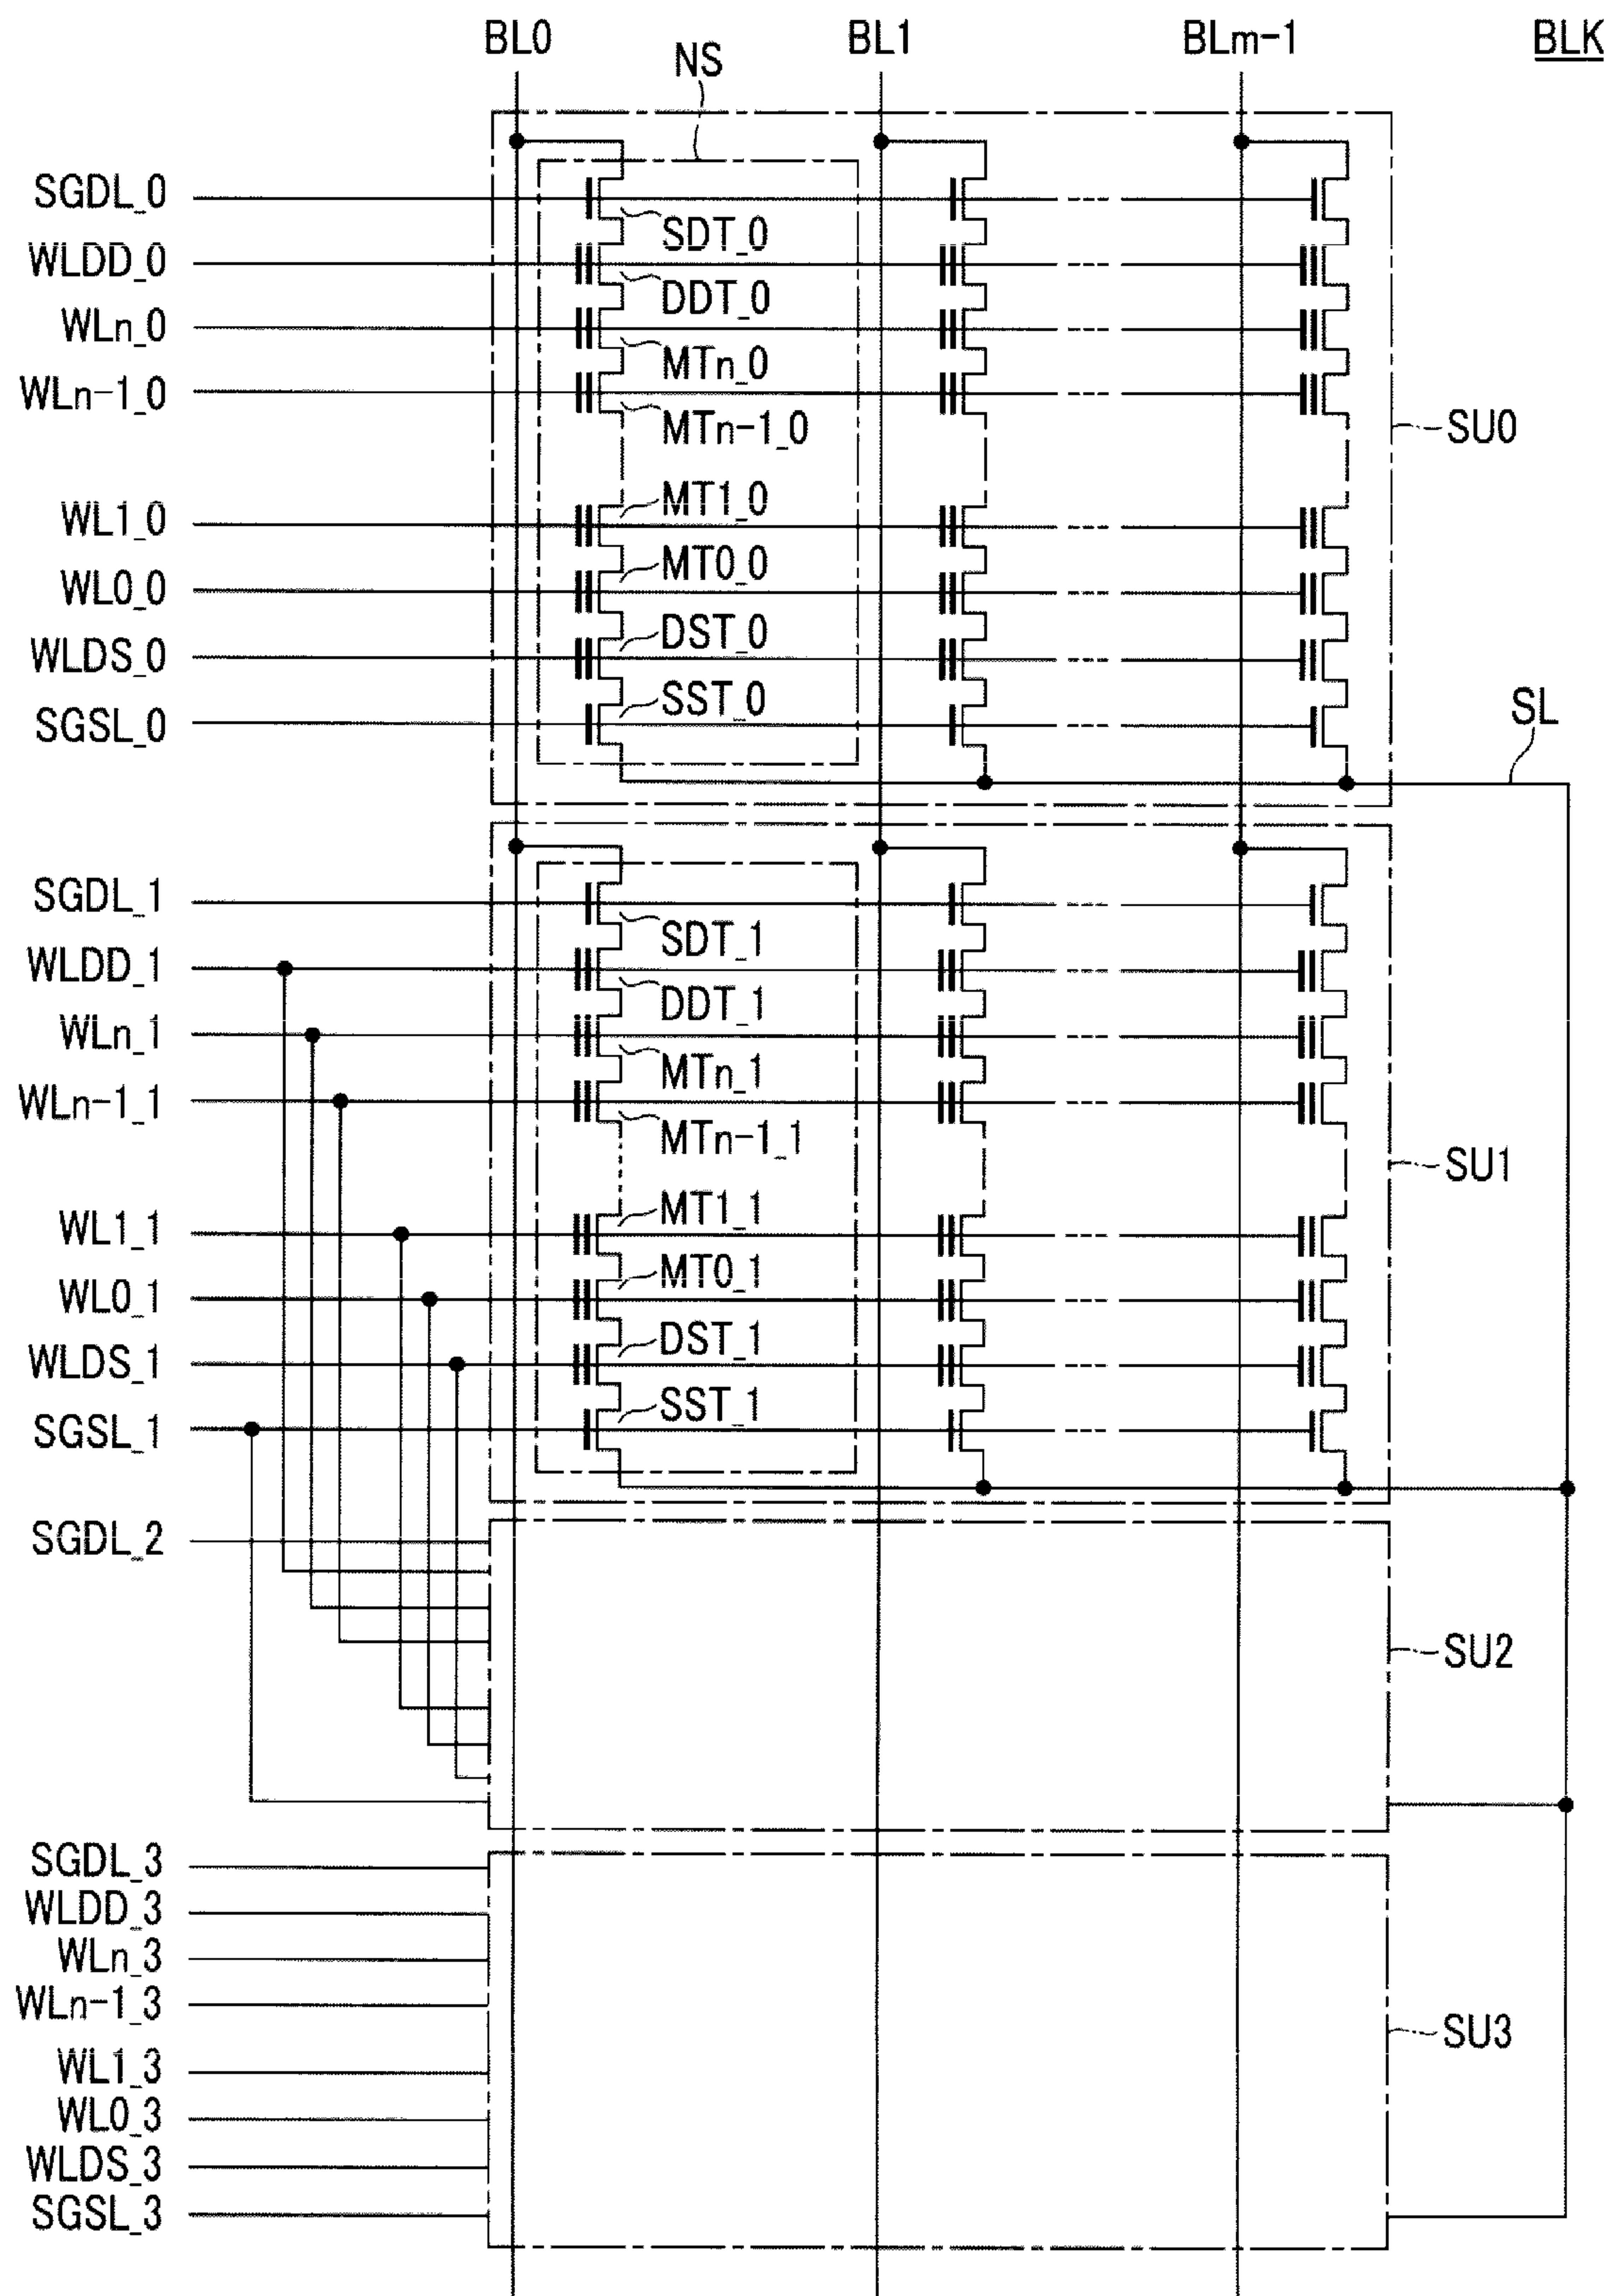 BL0 BL1 BLm-1 BLK
NS
SGDL_0
SDT_0
WLDD_0
DDT_0
WLn_0
MTn_0
WLn-1_0
MTn-1_0
SU0
WL1_0
MT1_0
WL0_0
MT0_0
WLDS_0
DST_0
SGSL_0
SST_0
SL
SGDL_1
SDT_1
WLDD_1
DDT_1
WLn_1
MTn_1
WLn-1_1
MTn-1_1
SU1
WL1_1
MT1_1
WL0_1
MT0_1
WLDS_1
DST_1
SGSL_1
SST_1
SGDL_2
SU2
SGDL_3
WLDD_3
WLn_3
WLn-1_3
SU3
WL1_3
WL0_3
WLDS_3
SGSL_3